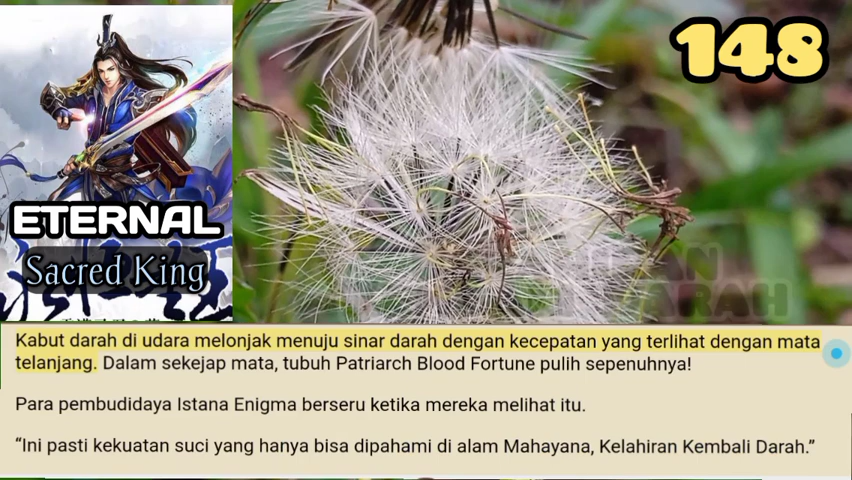 148
ETERNAL
Sacred King
Kabut darah di udara melonjak menuju sinar darah dengan kecepatan yang terlihat dengan mata
telanjang. Dalam sekejap mata, tubuh Patriarch Blood Fortune pulih sepenuhnya!
Para pembudidaya Istana Enigma berseru ketika mereka melihat itu.
“Ini pasti kekuatan suci yang hanya bisa dipahami di alam Mahayana, Kelahiran Kembali Darah.”